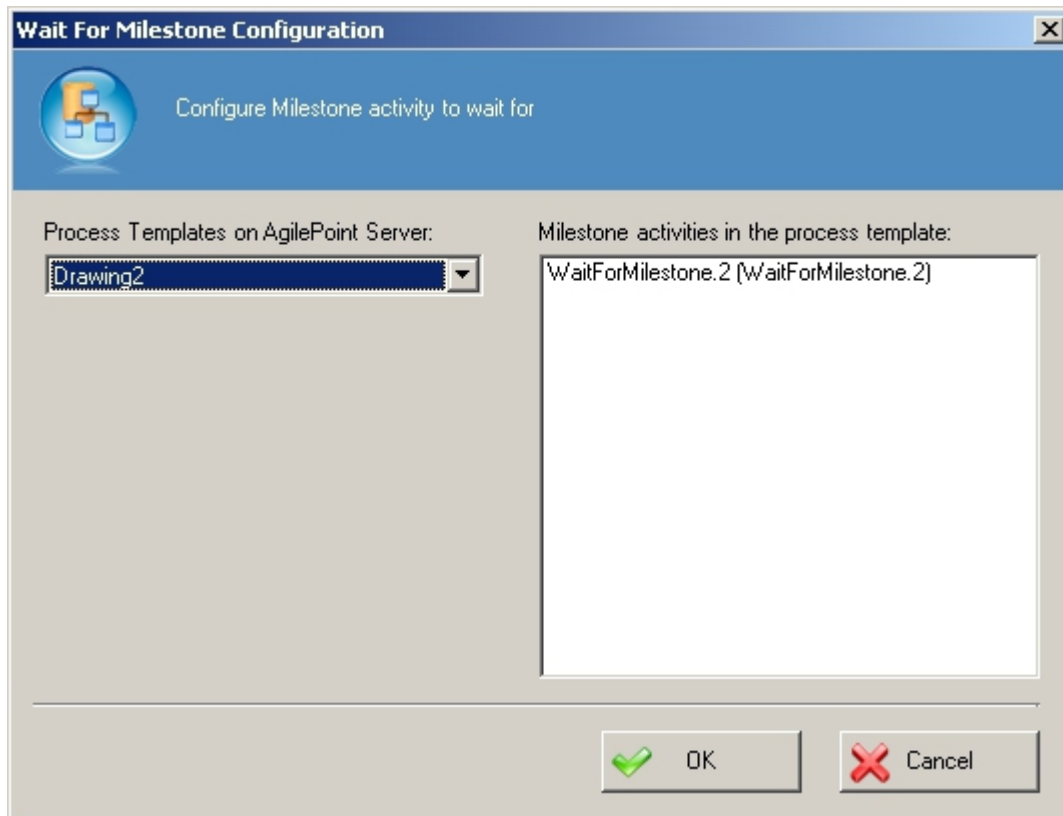 Wait For Milestone Configuration
Configure Milestone activity to wait for
Process Templates on AgilePoint Server:
Drawing2
Milestone activities in the process template:
WaitForMilestone.2 (WaitForMilestone.2)
OK
Cancel